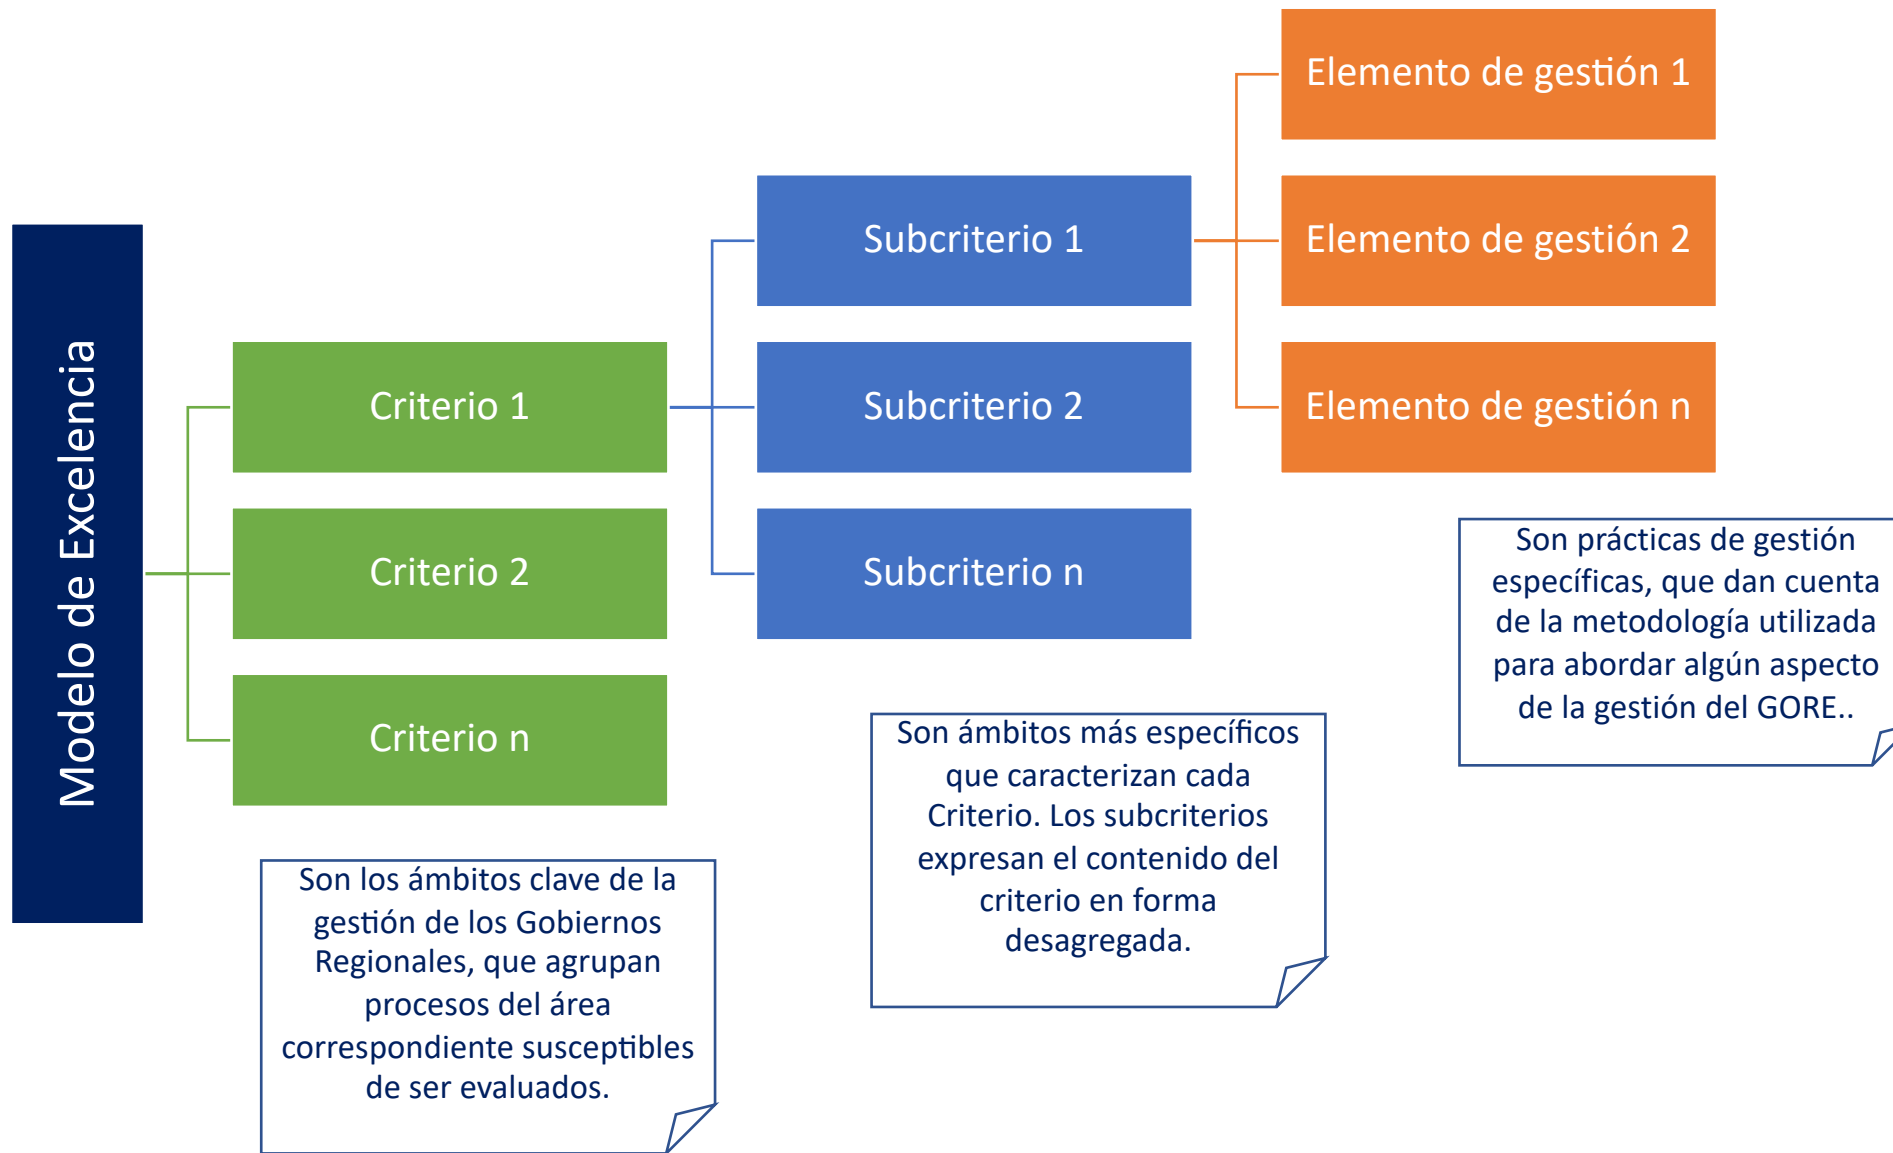 Modelo de Excelencia
Criterio 1
Criterio 2
Criterio n
Son los ámbitos clave de la
gestión de los Gobiernos
Regionales, que agrupan
procesos del área
correspondiente susceptibles
de ser evaluados.
Subcriterio 1
Subcriterio 2
Subcriterio n
Son ámbitos más específicos
que caracterizan cada
Criterio. Los subcriterios
expresan el contenido del
criterio en forma
desagregada.
Elemento de gestión 1
Elemento de gestión 2
Elemento de gestión n
Son prácticas de gestión
específicas, que dan cuenta
de la metodología utilizada
para abordar algún aspecto
de la gestión del GORE..